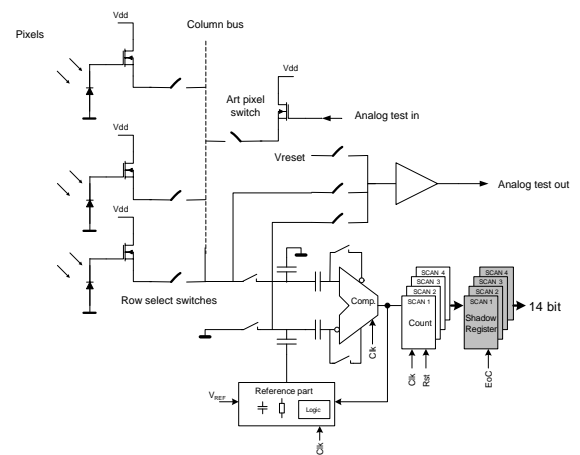 Pixels
Vdd
Column bus
Vdd
Art pixel
switch
Analog test in
Vdd
Vreset
Analog test out
Vdd
Row select switches
Comp.
Clk
SCAN 4
SCAN 3
SCAN 2
SCAN 1
Count
Clk
Rst
SCAN 4
SCAN 3
SCAN 2
SCAN 1
Shadow
Register
EoC
14 bit
VREF
Reference part
Logic
Clk